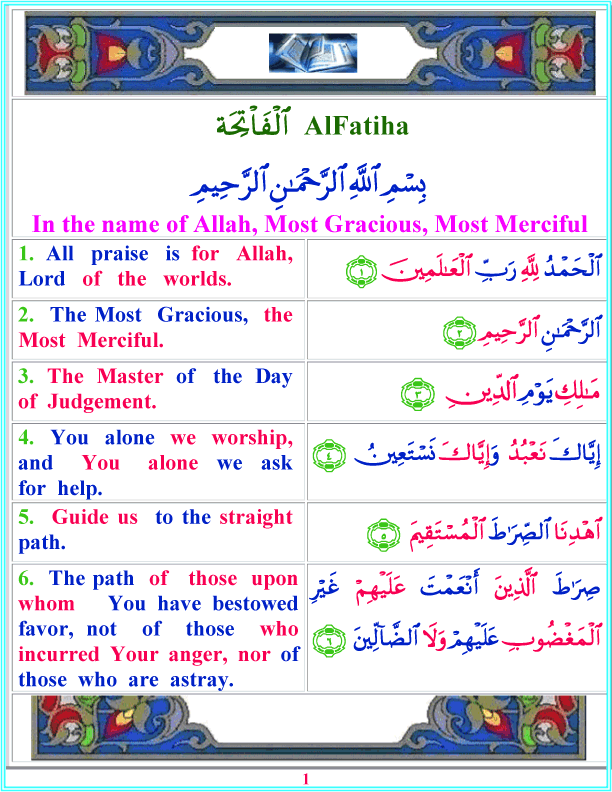 ٱلْفَاتِحَة AlFatiha
بِسْمِ ٱللَّهِ ٱلرَّحْمَـٰنِ ٱلرَّحِيمِ
In the name of Allah, Most Gracious, Most Merciful
1. All praise is for Allah,
Lord of the worlds.
ٱلْحَمْدُ لِلَّهِ رَبِّ ٱلْعَـٰلَمِينَ ١
2. The Most Gracious, the
Most Merciful.
ٱلرَّحْمَـٰنِ ٱلرَّحِيمِ ٢
3. The Master of the Day
of Judgement.
مَـٰلِكِ يَوْمِ ٱلدِّينِ ٣
4. You alone we worship,
and You alone we ask
for help.
إِيَّاكَ نَعْبُدُ وَإِيَّاكَ نَسْتَعِينُ ٤
5. Guide us to the straight
path.
ٱهْدِنَا ٱلصِّرَٰطَ ٱلْمُسْتَقِيمَ ٥
6. The path of those upon
whom You have bestowed
favor, not of those who
incurred Your anger, nor of
those who are astray.
صِرَٰطَ ٱلَّذِينَ أَنْعَمْتَ عَلَيْهِمْ غَيْرِ
ٱلْمَغْضُوبِ عَلَيْهِمْ وَلَا ٱلضَّآلِّينَ ٦
1